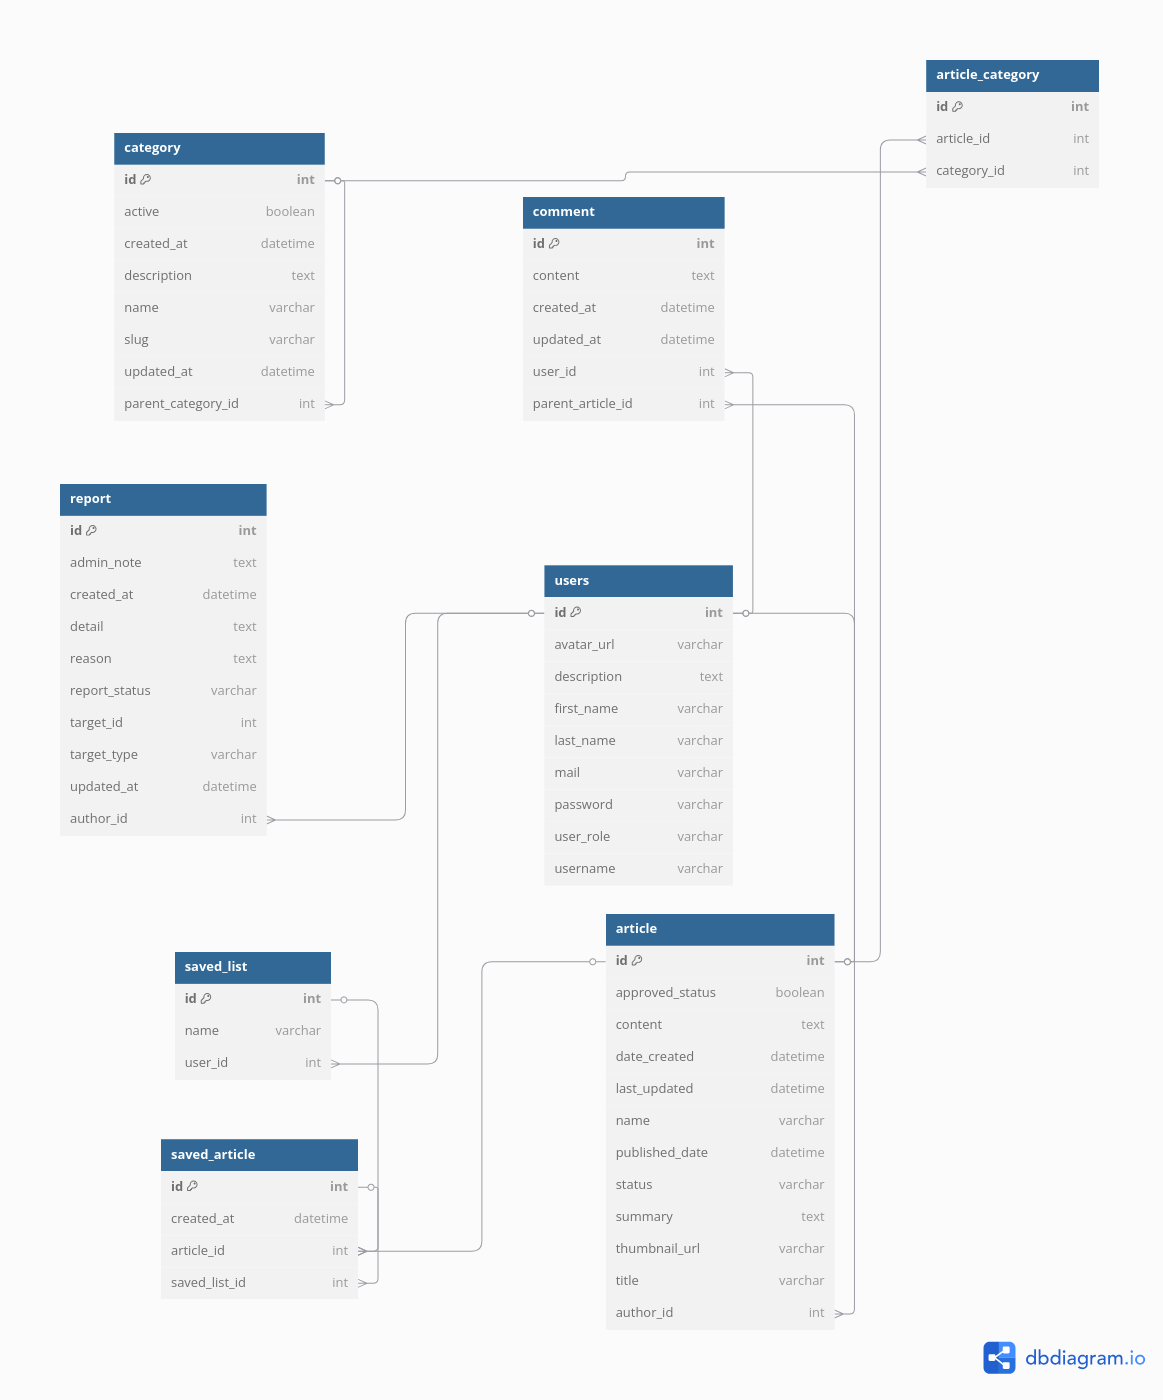 article_category
id int
article_id int
category_id int
category
id int
active boolean
created_at datetime
description text
name varchar
slug varchar
updated_at datetime
parent_category_id int
comment
id int
content text
created_at datetime
updated_at datetime
user_id int
parent_article_id int
report
id int
admin_note text
created_at datetime
detail text
reason text
report_status varchar
target_id int
target_type varchar
updated_at datetime
author_id int
users
id int
avatar_url varchar
description text
first_name varchar
last_name varchar
mail varchar
password varchar
user_role varchar
username varchar
article
id int
approved_status boolean
content text
date_created datetime
last_updated datetime
name varchar
published_date datetime
status varchar
summary text
thumbnail_url varchar
title varchar
author_id int
saved_list
id int
name varchar
user_id int
saved_article
id int
created_at datetime
article_id int
saved_list_id int
dbdiagram.io